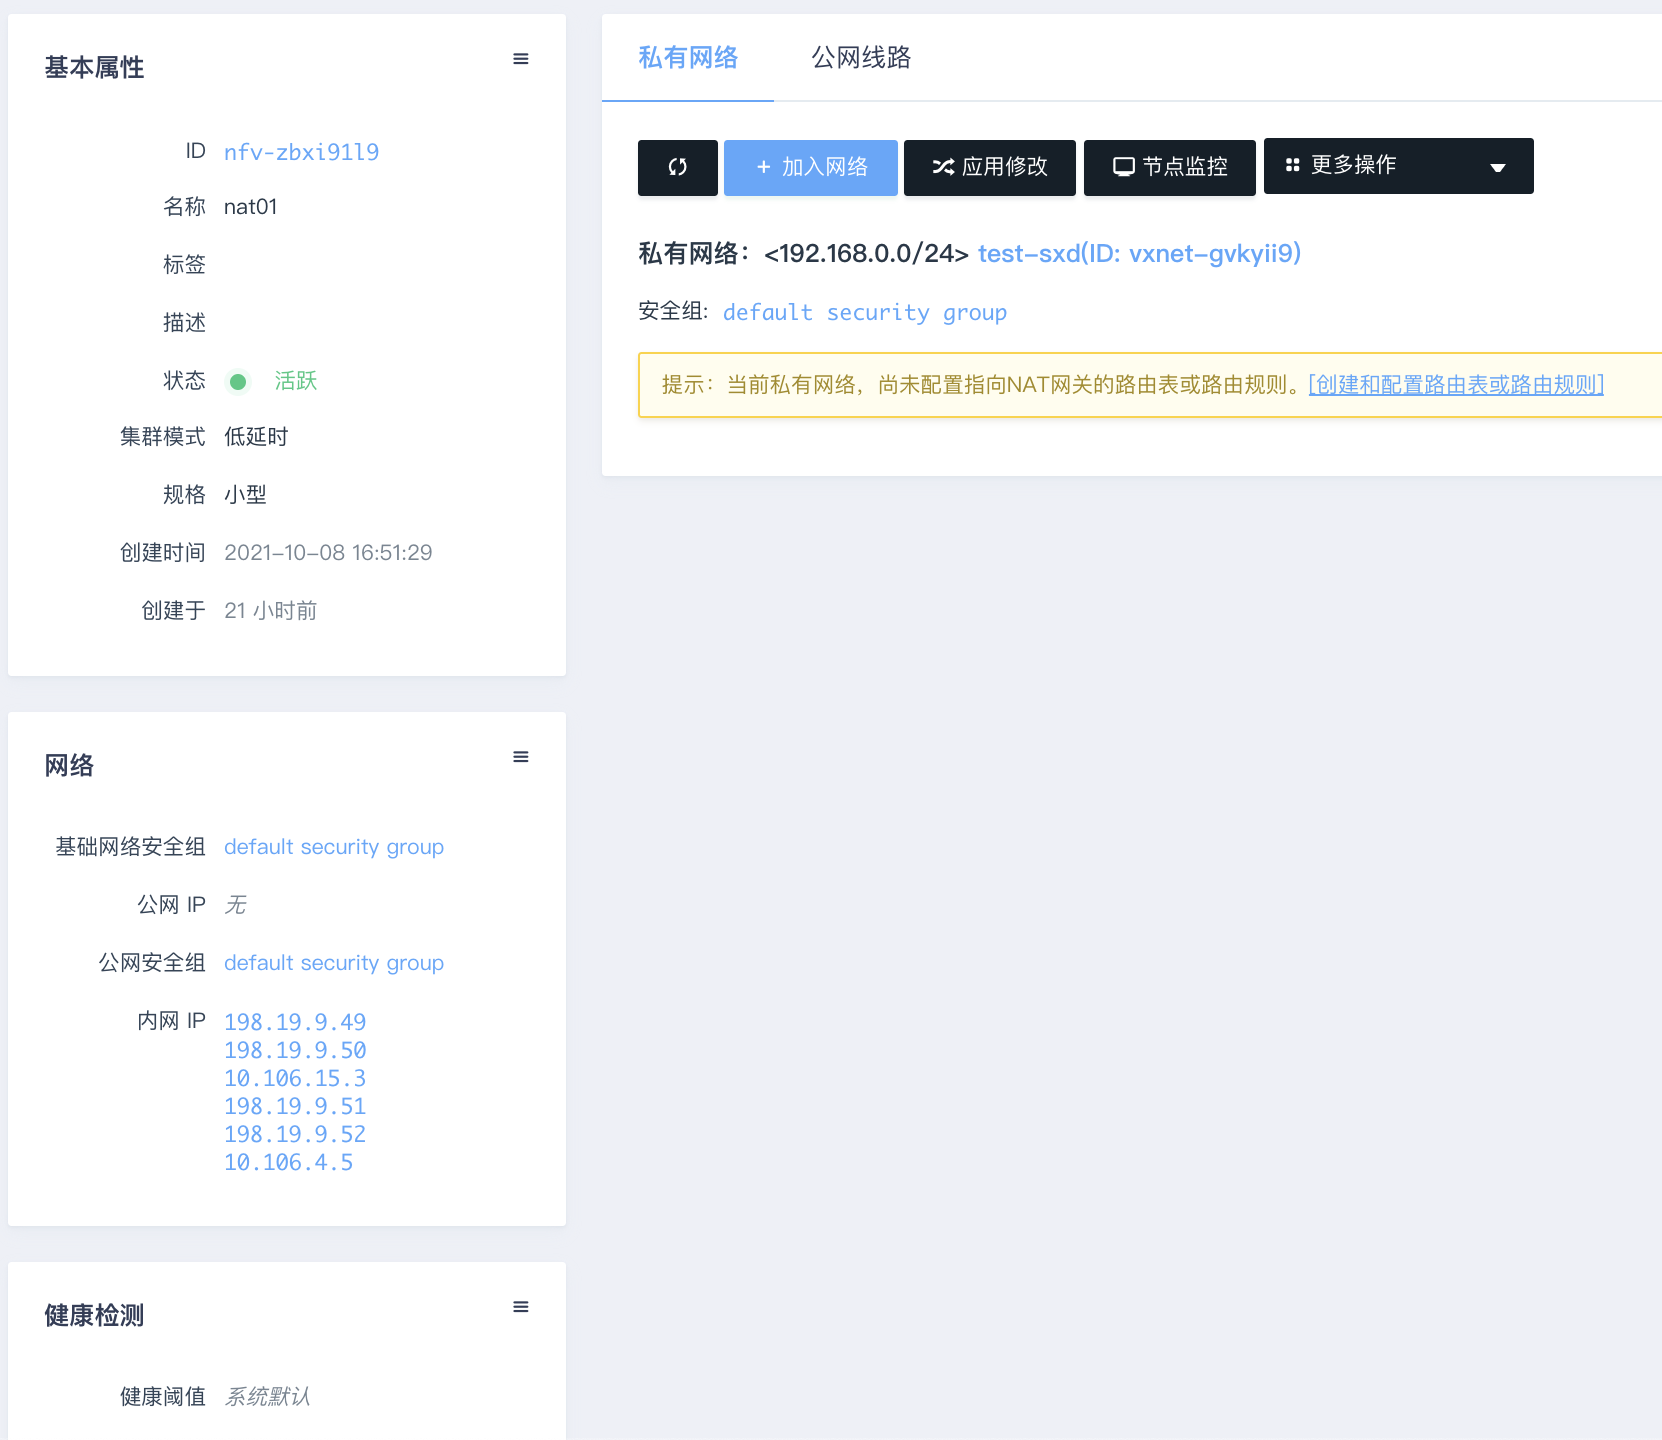 基本属性
ID nfv-zbxi91l9
名称 nat01
标签
描述
状态 活跃
集群模式 低延时
规格 小型
创建时间 2021-10-08 16:51:29
创建于 21 小时前
网络
基础网络安全组 default security group
公网 IP 无
公网安全组 default security group
内网 IP 198.19.9.49
198.19.9.50
10.106.15.3
198.19.9.51
198.19.9.52
10.106.4.5
健康检测
健康阈值 系统默认
私有网络 公网线路
+ 加入网络 应用修改 节点监控 更多操作
私有网络：<192.168.0.0/24> test-sxd(ID: vxnet-gvkyii9)
安全组: default security group
提示：当前私有网络，尚未配置指向NAT网关的路由表或路由规则。[创建和配置路由表或路由规则]